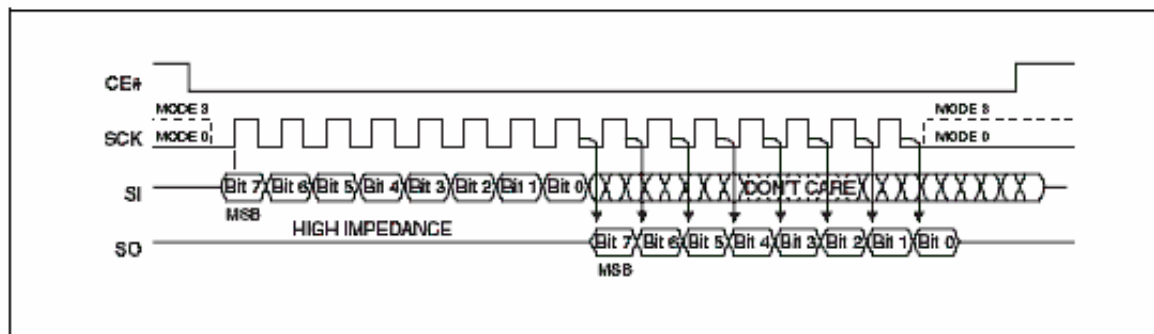 CE#
MODE 3
MODE 3
SCK
MODE 0
MODE 0
SI
Bit 7 Bit 6 Bit 5 Bit 4 Bit 3 Bit 2 Bit 1 Bit 0 DON'T CARE
MSB
HIGH IMPEDANCE
SO
Bit 7 Bit 6 Bit 5 Bit 4 Bit 3 Bit 2 Bit 1 Bit 0
MSB